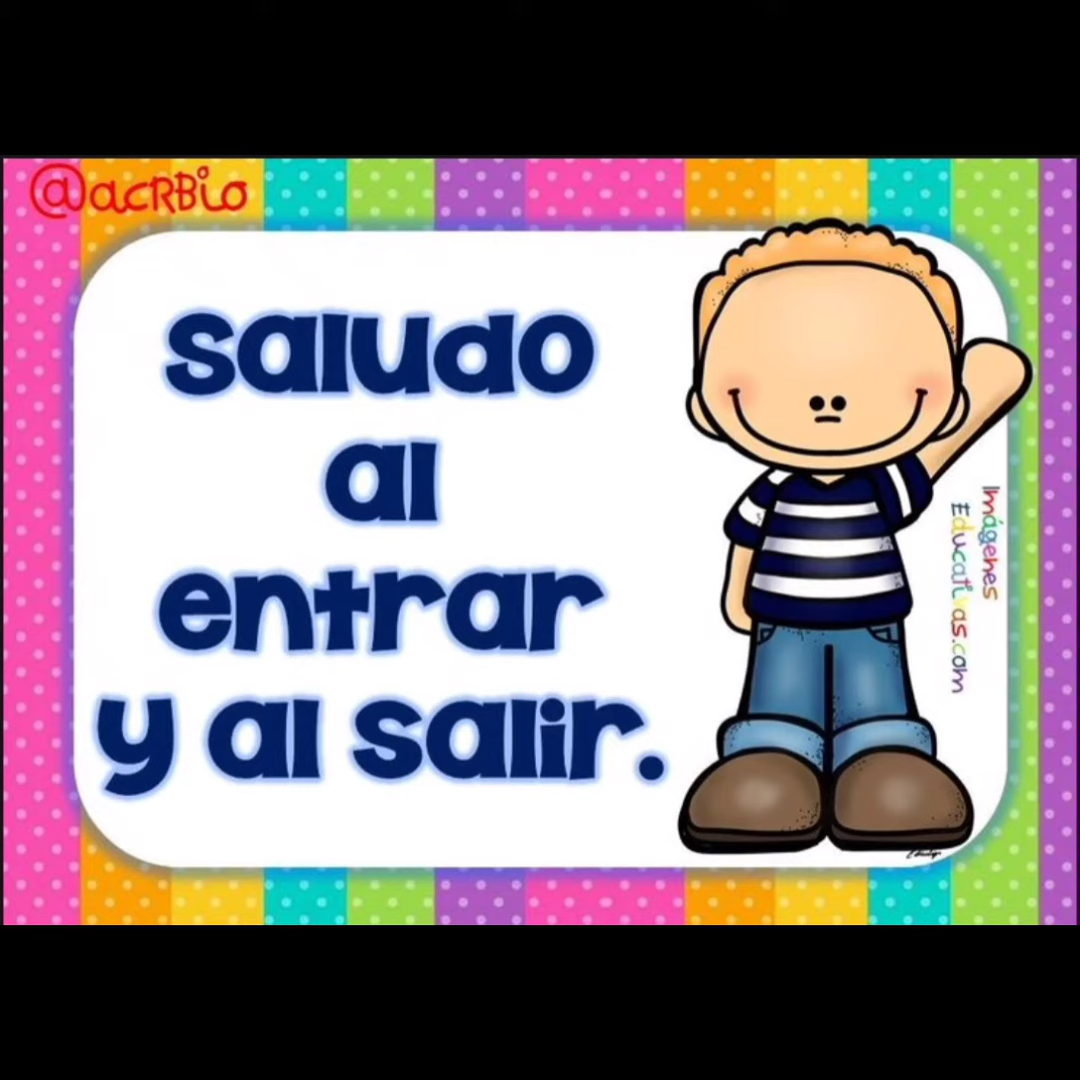 @acRBio
saludo
al
entrar
y al salir.
Imágenes
Educativas.com